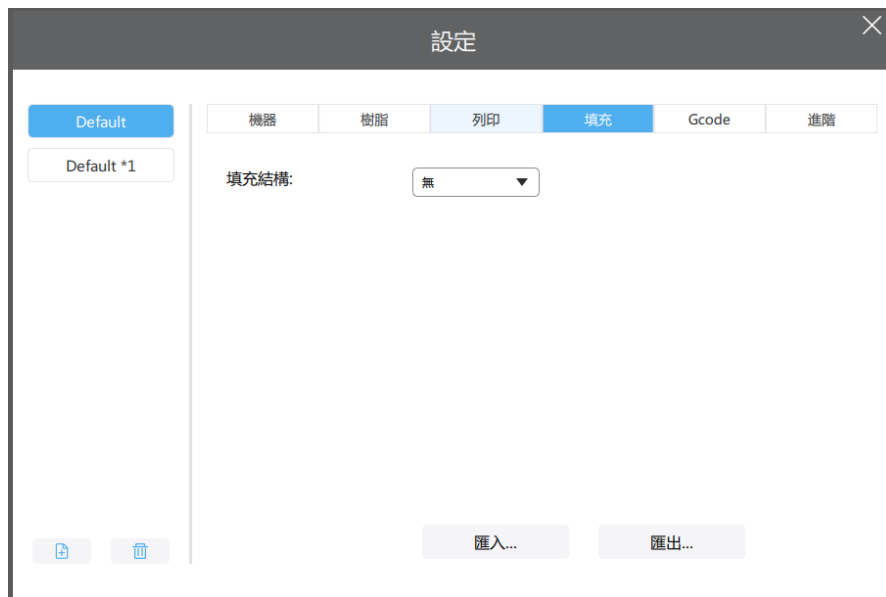 設定
Default
Default *1
機器 樹脂 列印 填充 Gcode 進階
填充結構: 無
匯入... 匯出...